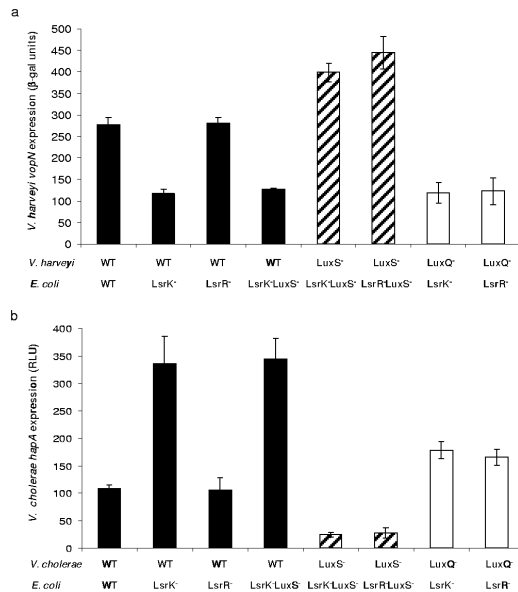 a
V. harveyi vopN expression (β-gal units)
500
450
400
350
300
250
200
150
100
50
0
V. harveyi WT WT WT WT LuxS⁻ LuxS⁻ LuxQ⁻ LuxQ⁻
E. coli WT LsrK⁻ LsrR⁻ LsrK⁻LuxS⁻ LsrK⁻LuxS⁻ LsrR⁻LuxS⁻ LsrK⁻ LsrR⁻
b
V. cholerae hapA expression (RLU)
400
350
300
250
200
150
100
50
0
V. cholerae WT WT WT WT LuxS⁻ LuxS⁻ LuxQ⁻ LuxQ⁻
E. coli WT LsrK⁻ LsrR⁻ LsrK⁻LuxS⁻ LsrK⁻LuxS⁻ LsrR⁻LuxS⁻ LsrK⁻ LsrR⁻